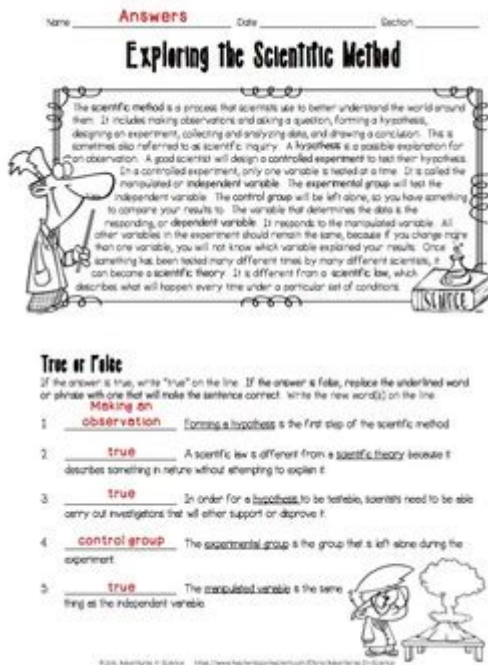 Name Answers Date Section
Exploring the Scientific Method
The scientific method is a process that scientists use to better understand the world around
them. It includes making observations and asking a question, forming a hypothesis,
designing an experiment, collecting and analyzing data, and drawing a conclusion. This is
sometimes also referred to as scientific inquiry. A hypothesis is a possible explanation for
an observation. A good scientist will design a controlled experiment to test their hypothesis.
In a controlled experiment, only one variable is tested at a time. It is called the
manipulated or independent variable. The experimental group will test the
independent variable. The control group will be left alone, so you have something
to compare your results to. The variable that determines the data is the
responding, or dependent variable. It responds to the manipulated variable. All
other variables in the experiment should remain the same, because if you change more
than one variable, you will not know which variable explained your results. Once
something has been tested many different times by many different scientists, it
can become a scientific theory. It is different from a scientific law, which
describes what will happen every time under a particular set of conditions.
SCIENCE
True or False
If the answer is true, write "true" on the line. If the answer is false, replace the underlined word
or phrase with one that will make the sentence correct. Write the new word(s) on the line.
Making an
1. observation Forming a hypothesis is the first step of the scientific method.
2. true A scientific law is different from a scientific theory because it
describes something in nature without attempting to explain it.
3. true In order for a hypothesis to be testable, scientists need to be able
carry out investigations that will either support or disprove it.
4. control group The experimental group is the group that is left alone during the
experiment.
5. true The manipulated variable is the same
thing as the independent variable.